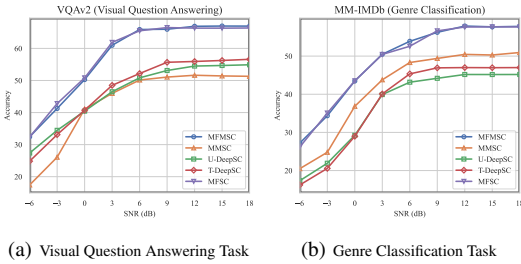 VQAv2 (Visual Question Answering)
60
50
40
30
20
Accuracy
MFMSC
MMSC
U-DeepSC
T-DeepSC
MFSC
−6 −3 0 3 6 9 12 15 18
SNR (dB)
(a) Visual Question Answering Task
MM-IMDb (Genre Classification)
50
40
30
20
Accuracy
MFMSC
MMSC
U-DeepSC
T-DeepSC
MFSC
−6 −3 0 3 6 9 12 15 18
SNR (dB)
(b) Genre Classification Task